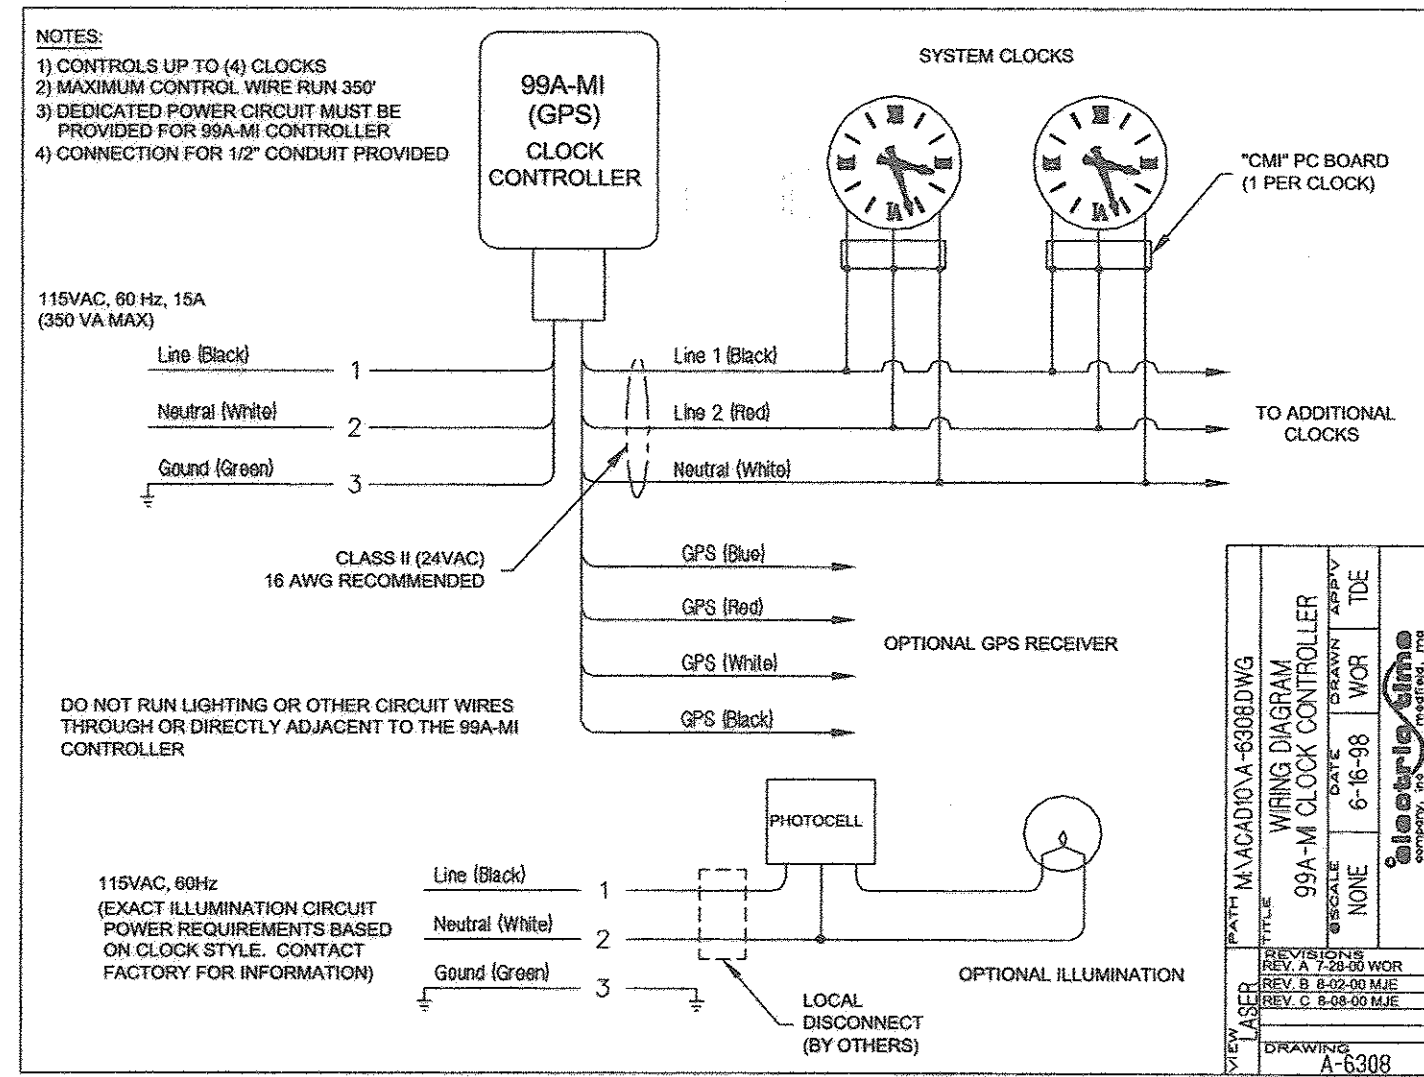 NOTES:
1) CONTROLS UP TO (4) CLOCKS
2) MAXIMUM CONTROL WIRE RUN 350'
3) DEDICATED POWER CIRCUIT MUST BE
PROVIDED FOR 99A-MI CONTROLLER
4) CONNECTION FOR 1/2" CONDUIT PROVIDED
99A-MI
(GPS)
CLOCK
CONTROLLER
SYSTEM CLOCKS
"CMI" PC BOARD
(1 PER CLOCK)
115VAC, 60 Hz, 15A
(350 VA MAX)
Line (Black)
1
Neutral (White)
2
Gound (Green)
3
Line 1 (Black)
Line 2 (Red)
Neutral (White)
TO ADDITIONAL
CLOCKS
CLASS II (24VAC)
16 AWG RECOMMENDED
GPS (Blue)
GPS (Red)
GPS (White)
GPS (Black)
OPTIONAL GPS RECEIVER
DO NOT RUN LIGHTING OR OTHER CIRCUIT WIRES
THROUGH OR DIRECTLY ADJACENT TO THE 99A-MI
CONTROLLER
PHOTOCELL
115VAC, 60Hz
(EXACT ILLUMINATION CIRCUIT
POWER REQUIREMENTS BASED
ON CLOCK STYLE. CONTACT
FACTORY FOR INFORMATION)
Line (Black)
1
Neutral (White)
2
Gound (Green)
3
LOCAL
DISCONNECT
(BY OTHERS)
OPTIONAL ILLUMINATION
PATH M:\ACAD10\A-6308.DWG
TITLE
WIRING DIAGRAM
99A-M CLOCK CONTROLLER
SCALE
NONE
DATE
6-16-98
DRAWN
WOR
APP'V
TDE
electric time
company, inc. medfield, ma
VIEW
LASER
REVISIONS
REV. A 7-28-00 WOR
REV. B 8-02-00 MJE
REV. C 8-08-00 MJE
DRAWING
A-6308